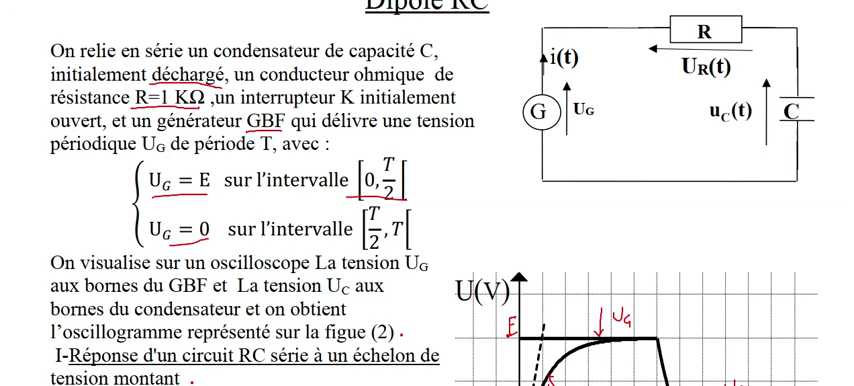 Dipôle RC
On relie en série un condensateur de capacité C,
initialement déchargé, un conducteur ohmique de
résistance R=1 KΩ ,un interrupteur K initialement
ouvert, et un générateur GBF qui délivre une tension
périodique UG de période T, avec :
UG = E sur l'intervalle [0, T/2[
UG = 0 sur l'intervalle [T/2, T[
On visualise sur un oscilloscope La tension UG
aux bornes du GBF et La tension UC aux
bornes du condensateur et on obtient
l'oscillogramme représenté sur la figue (2) .
I-Réponse d'un circuit RC série à un échelon de
tension montant .
R
i(t)
UR(t)
G
UG
uC(t)
C
U(V)
E
UG